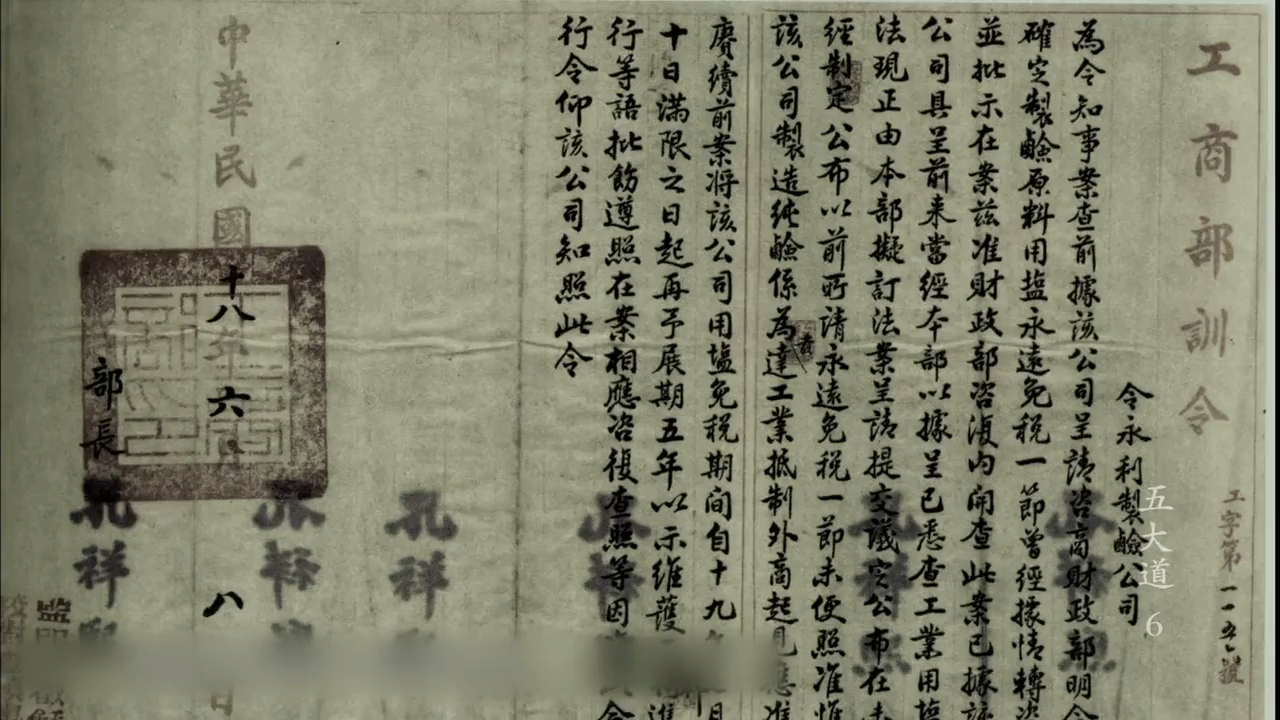 工商部訓令
工字第一一五〇號
令永利製鹼公司
為令知事案查前據該公司呈請咨商財政部明令
確定製鹼原料用盐永遠免稅一節曾經據情轉咨
並批示在案茲准財政部咨復內開查此案已據該
公司具呈前來當經本部以據呈已悉查工業用塩
法現正由本部擬訂法案呈請提交議定公布在未
經制定公布以前所請永遠免稅一節未便照准惟
該公司製造純鹼係為達工業抵制外商起見應准
賡續前案將該公司用塩免稅期間自十九
十日滿限之日起再予展期五年以示維護
行等語批飭遵照在案相應咨復查照等因
行令仰該公司知照此令
中華民國十八年六月八日
部長
孔祥
五大道 6